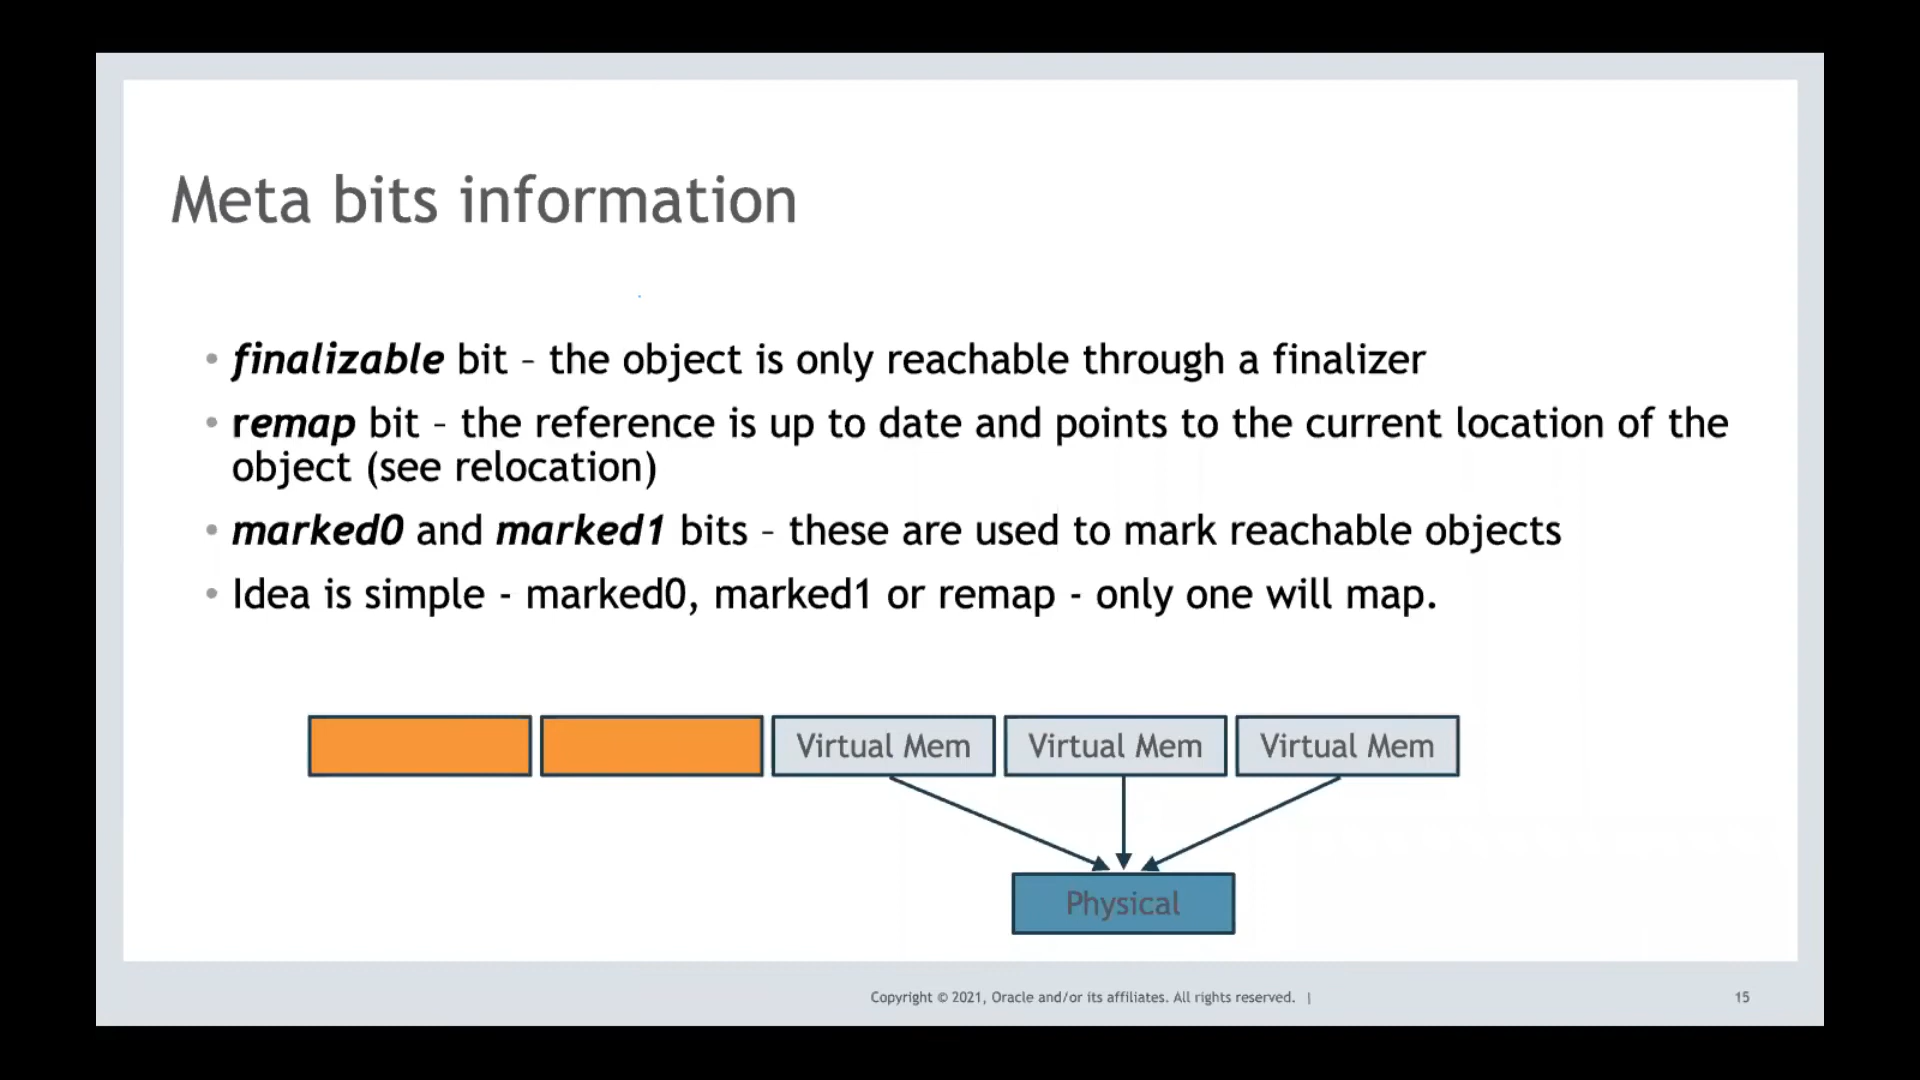 Meta bits information
• finalizable bit – the object is only reachable through a finalizer
• remap bit – the reference is up to date and points to the current location of the
object (see relocation)
• marked0 and marked1 bits – these are used to mark reachable objects
• Idea is simple - marked0, marked1 or remap - only one will map.
Virtual Mem Virtual Mem Virtual Mem
Physical
Copyright © 2021, Oracle and/or its affiliates. All rights reserved. | 15